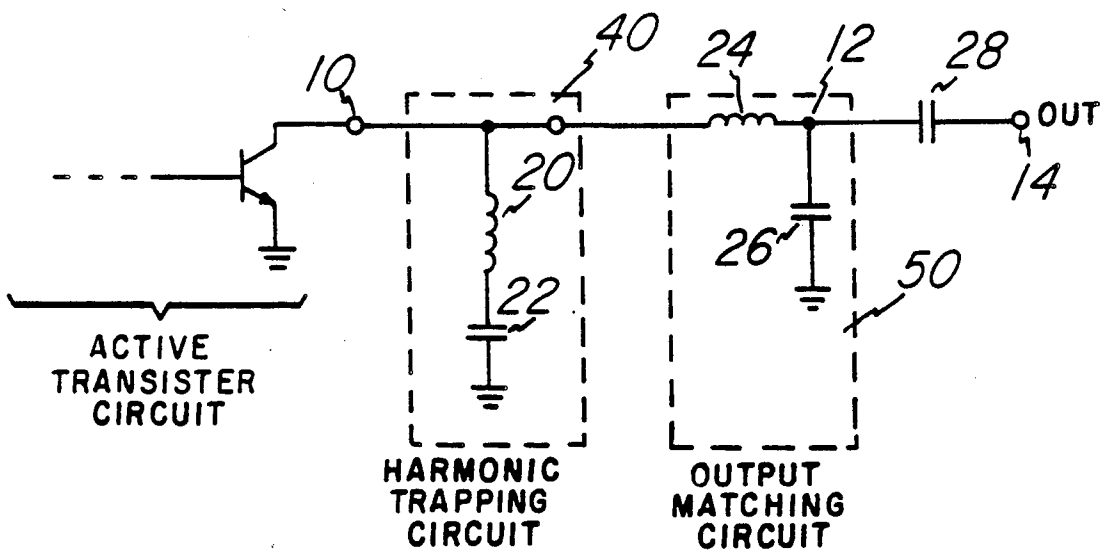 40
24
12
28
10
OUT
14
20
26
50
22
ACTIVE
TRANSISTER
CIRCUIT
HARMONIC
TRAPPING
CIRCUIT
OUTPUT
MATCHING
CIRCUIT